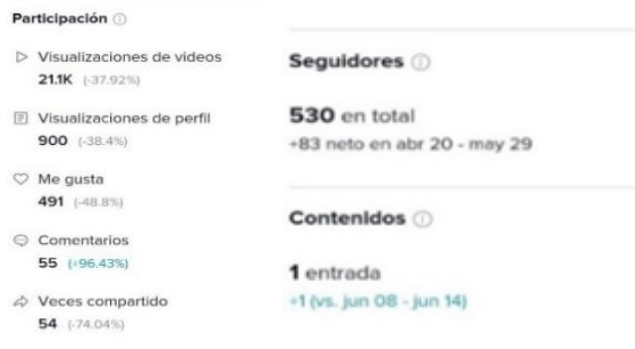 Participación
Visualizaciones de videos
21.1K (-37.92%)
Visualizaciones de perfil
900 (-38.4%)
Me gusta
491 (-48.8%)
Comentarios
55 (+96.43%)
Veces compartido
54 (-74.04%)
Seguidores
530 en total
+83 neto en abr 20 - may 29
Contenidos
1 entrada
+1 (vs. jun 08 - jun 14)